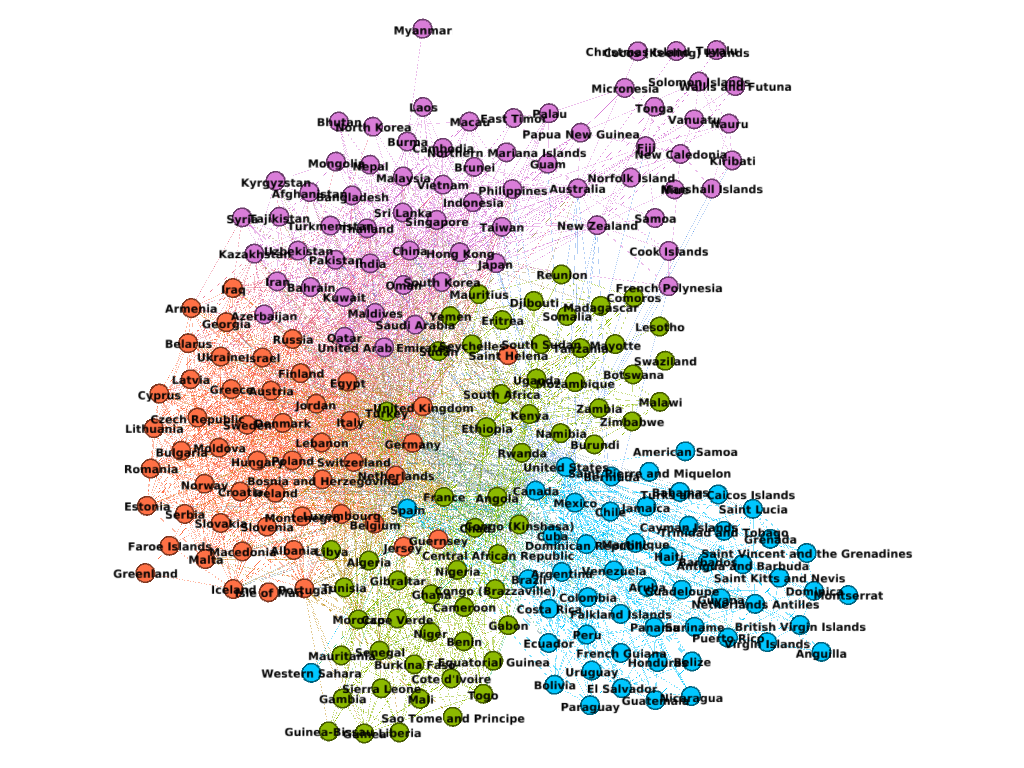 Myanmar
Christmas Island
Cocos (Keeling) Islands
Tuvalu
Micronesia
Solomon Islands
Wallis and Futuna
Laos
Tonga
Palau
East Timor
Macau
Bhutan
North Korea
Vanuatu
Nauru
Papua New Guinea
Burma
Cambodia
Northern Mariana Islands
Fiji
New Caledonia
Kiribati
Mongolia
Nepal
Brunei
Guam
Malaysia
Norfolk Island
Kyrgyzstan
Vietnam
Philippines
Australia
Marshall Islands
Afghanistan
Bangladesh
Indonesia
Sri Lanka
Syria
Tajikistan
Singapore
Samoa
Turkmenistan
Thailand
Taiwan
New Zealand
Kazakhstan
Uzbekistan
China
Hong Kong
Cook Islands
Pakistan
India
Japan
Reunion
Iran
Bahrain
Oman
South Korea
French Polynesia
Iraq
Kuwait
Mauritius
Djibouti
Comoros
Madagascar
Armenia
Azerbaijan
Maldives
Yemen
Eritrea
Somalia
Georgia
Saudi Arabia
Lesotho
Belarus
Russia
Qatar
United Arab Emirates
Sudan
Seychelles
South Sudan
Tanzania
Mayotte
Saint Helena
Ukraine
Israel
Swaziland
Latvia
Finland
Egypt
Uganda
Mozambique
Botswana
Cyprus
Greece
Austria
South Africa
Jordan
United Kingdom
Turkey
Zambia
Malawi
Lithuania
Czech Republic
Sweden
Denmark
Italy
Kenya
Zimbabwe
Ethiopia
Namibia
Lebanon
Germany
Burundi
Bulgaria
Moldova
Rwanda
American Samoa
Romania
Hungary
Poland
Switzerland
United States
Saint Pierre and Miquelon
Bermuda
Norway
Bosnia and Herzegovina
Netherlands
Croatia
Ireland
France
Angola
Canada
Bahamas
Turks and Caicos Islands
Estonia
Serbia
Spain
Mexico
Chile
Jamaica
Saint Lucia
Slovakia
Slovenia
Montenegro
Luxembourg
Belgium
Congo (Kinshasa)
Cuba
Cayman Islands
Trinidad and Tobago
Grenada
Faroe Islands
Macedonia
Albania
Libya
Jersey
Guernsey
Dominican Republic
Martinique
Malta
Algeria
Central African Republic
Haiti
Barbados
Saint Vincent and the Grenadines
Antigua and Barbuda
Greenland
Gibraltar
Nigeria
Brazil
Argentina
Venezuela
Saint Kitts and Nevis
Iceland
Isle of Man
Portugal
Tunisia
Ghana
Congo (Brazzaville)
Colombia
Aruba
Guadeloupe
Guyana
Netherlands Antilles
Dominica
Montserrat
Morocco
Cape Verde
Cameroon
Costa Rica
Falkland Islands
Niger
Gabon
Panama
Suriname
British Virgin Islands
Benin
Ecuador
Peru
Puerto Rico
Virgin Islands
Mauritania
Senegal
Burkina Faso
Equatorial Guinea
French Guiana
Honduras
Belize
Anguilla
Western Sahara
Cote d'Ivoire
Uruguay
Sierra Leone
Bolivia
El Salvador
Gambia
Mali
Togo
Paraguay
Guatemala
Nicaragua
Sao Tome and Principe
Guinea-Bissau
Guinea
Liberia